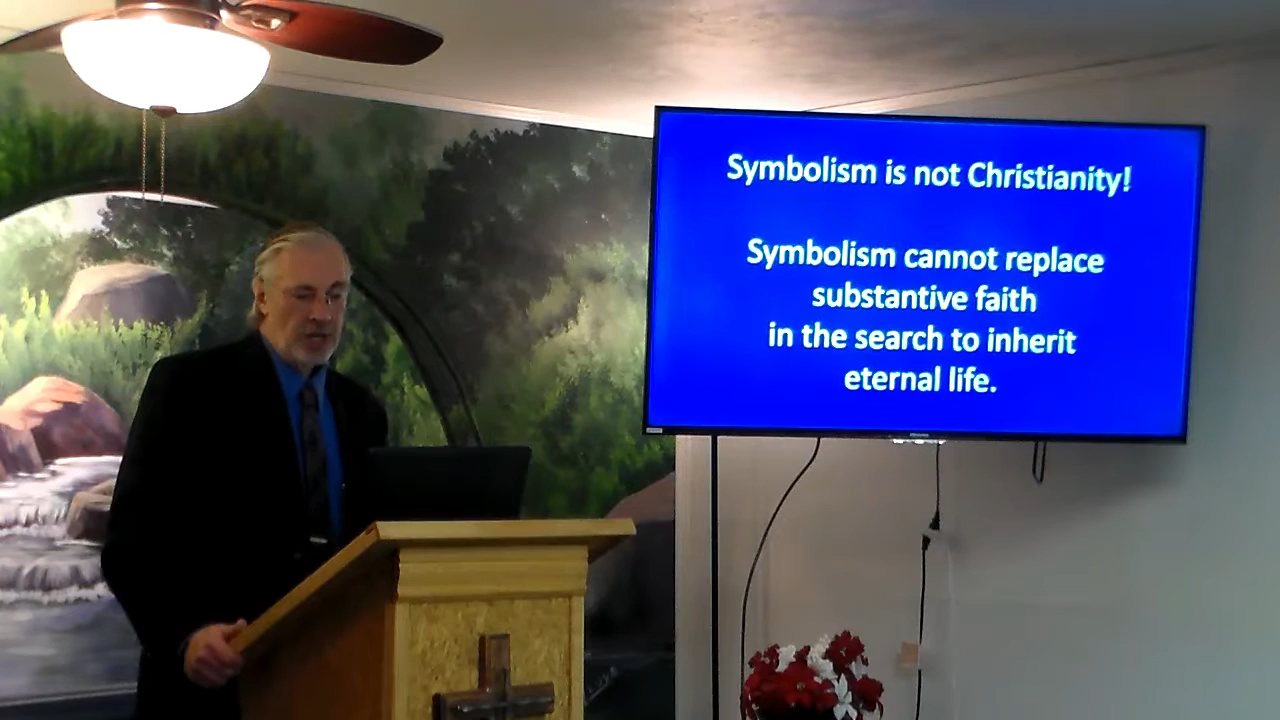 Symbolism is not Christianity!
Symbolism cannot replace
substantive faith
in the search to inherit
eternal life.